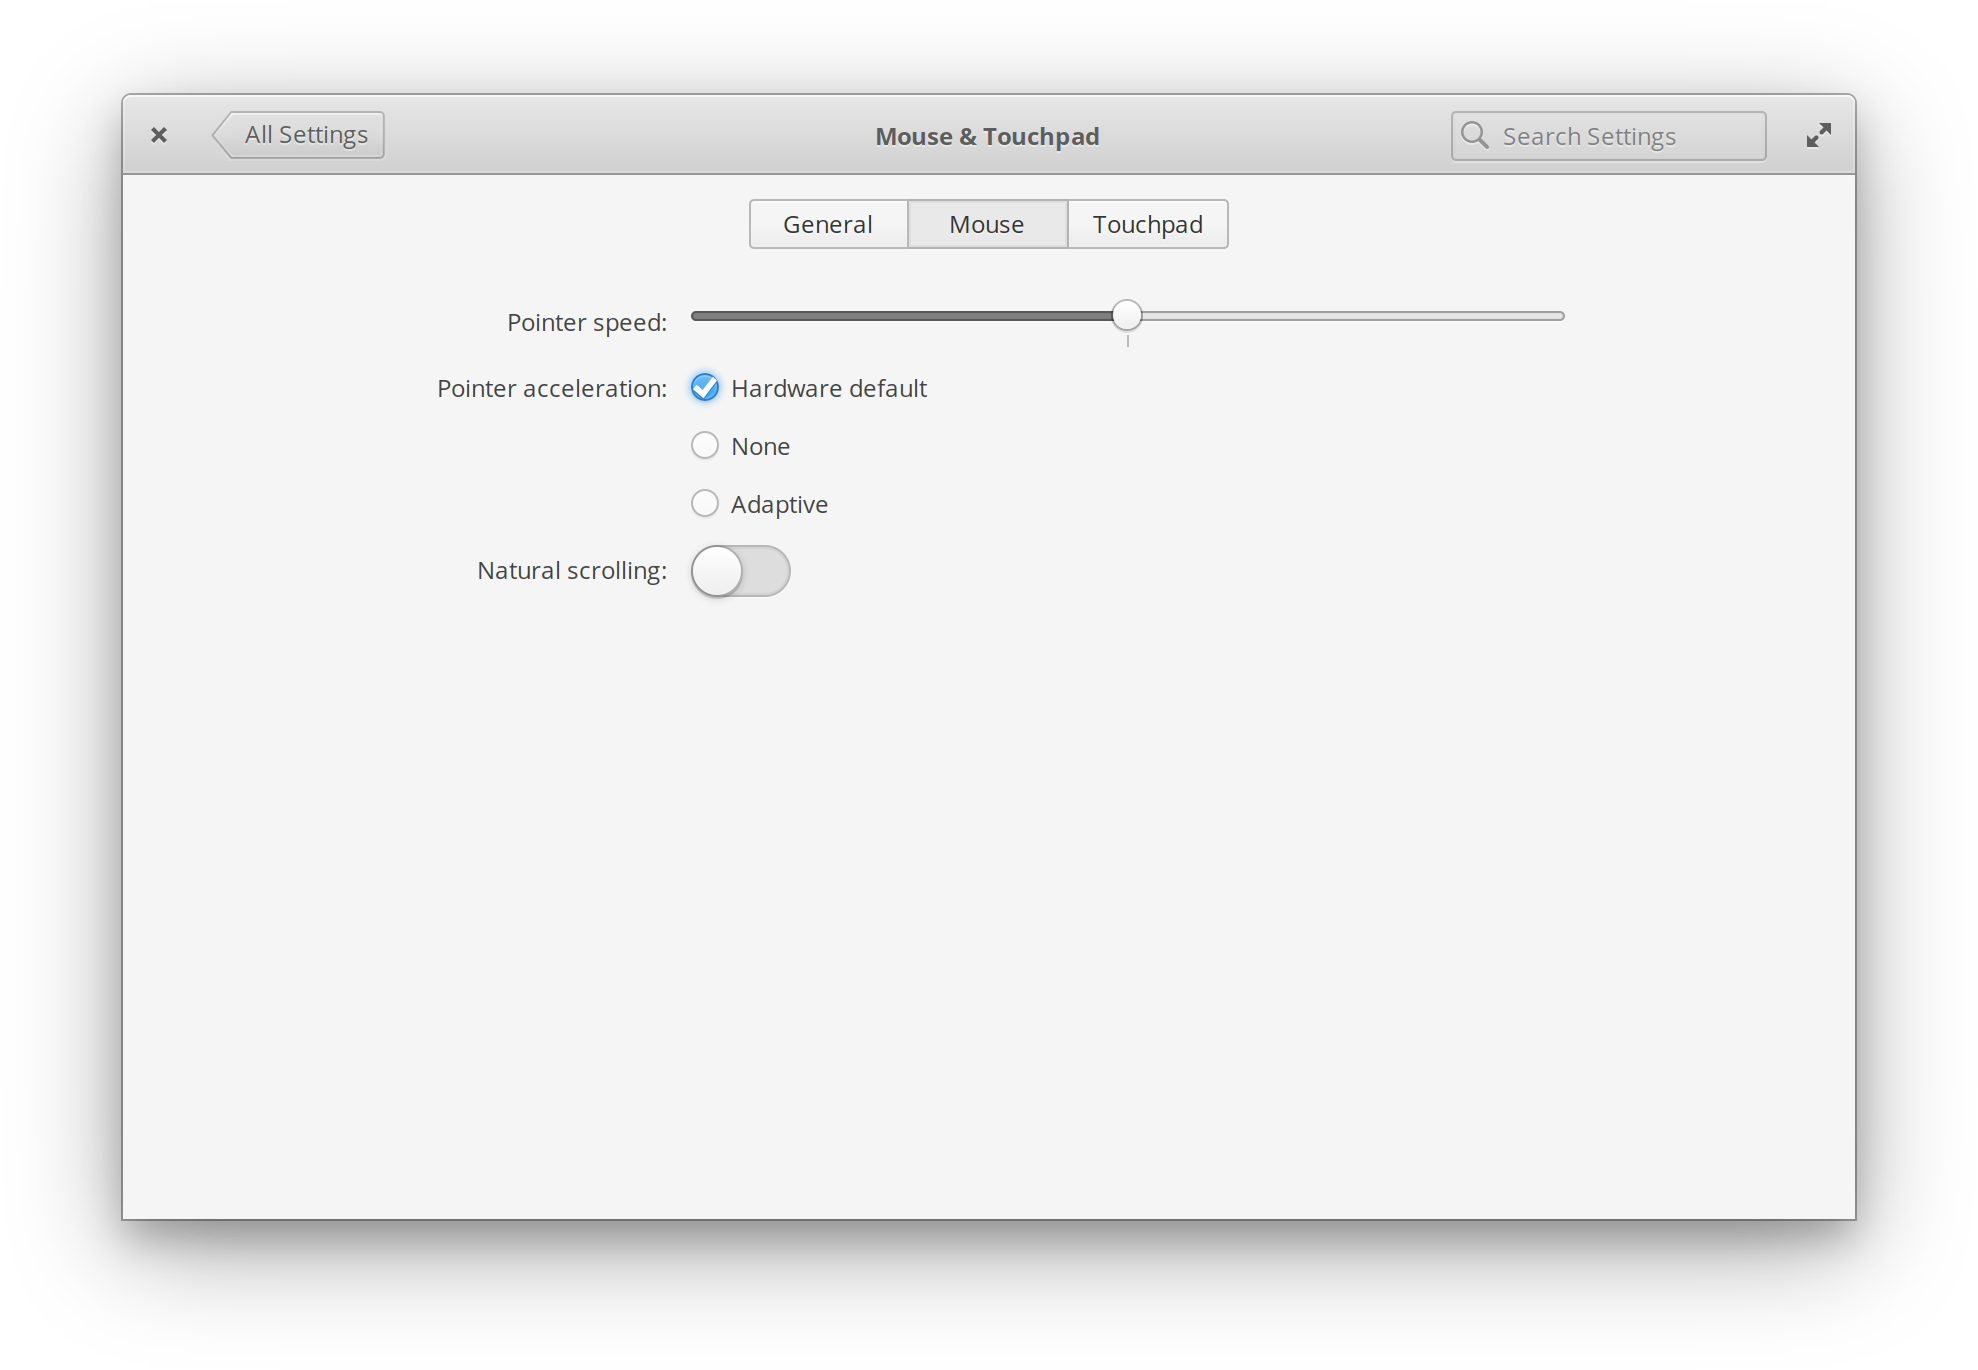 All Settings
Mouse & Touchpad
Search Settings
General
Mouse
Touchpad
Pointer speed:
Pointer acceleration:
Hardware default
None
Adaptive
Natural scrolling: